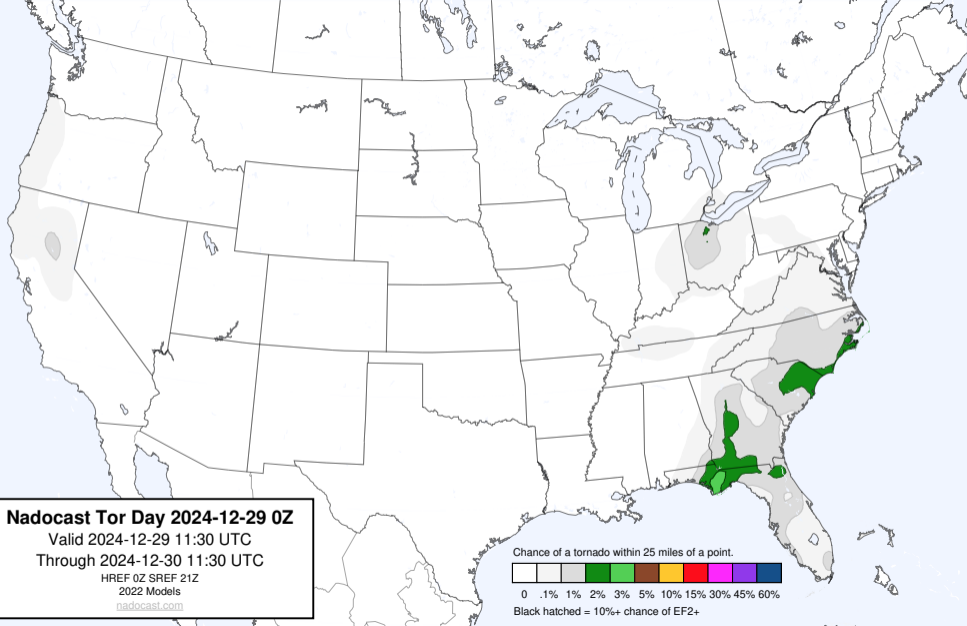 Nadocast Tor Day 2024-12-29 0Z
Valid 2024-12-29 11:30 UTC
Through 2024-12-30 11:30 UTC
HREF 0Z SREF 21Z
2022 Models
nadocast.com
Chance of a tornado within 25 miles of a point.
0 .1% 1% 2% 3% 5% 10% 15% 30% 45% 60%
Black hatched = 10%+ chance of EF2+